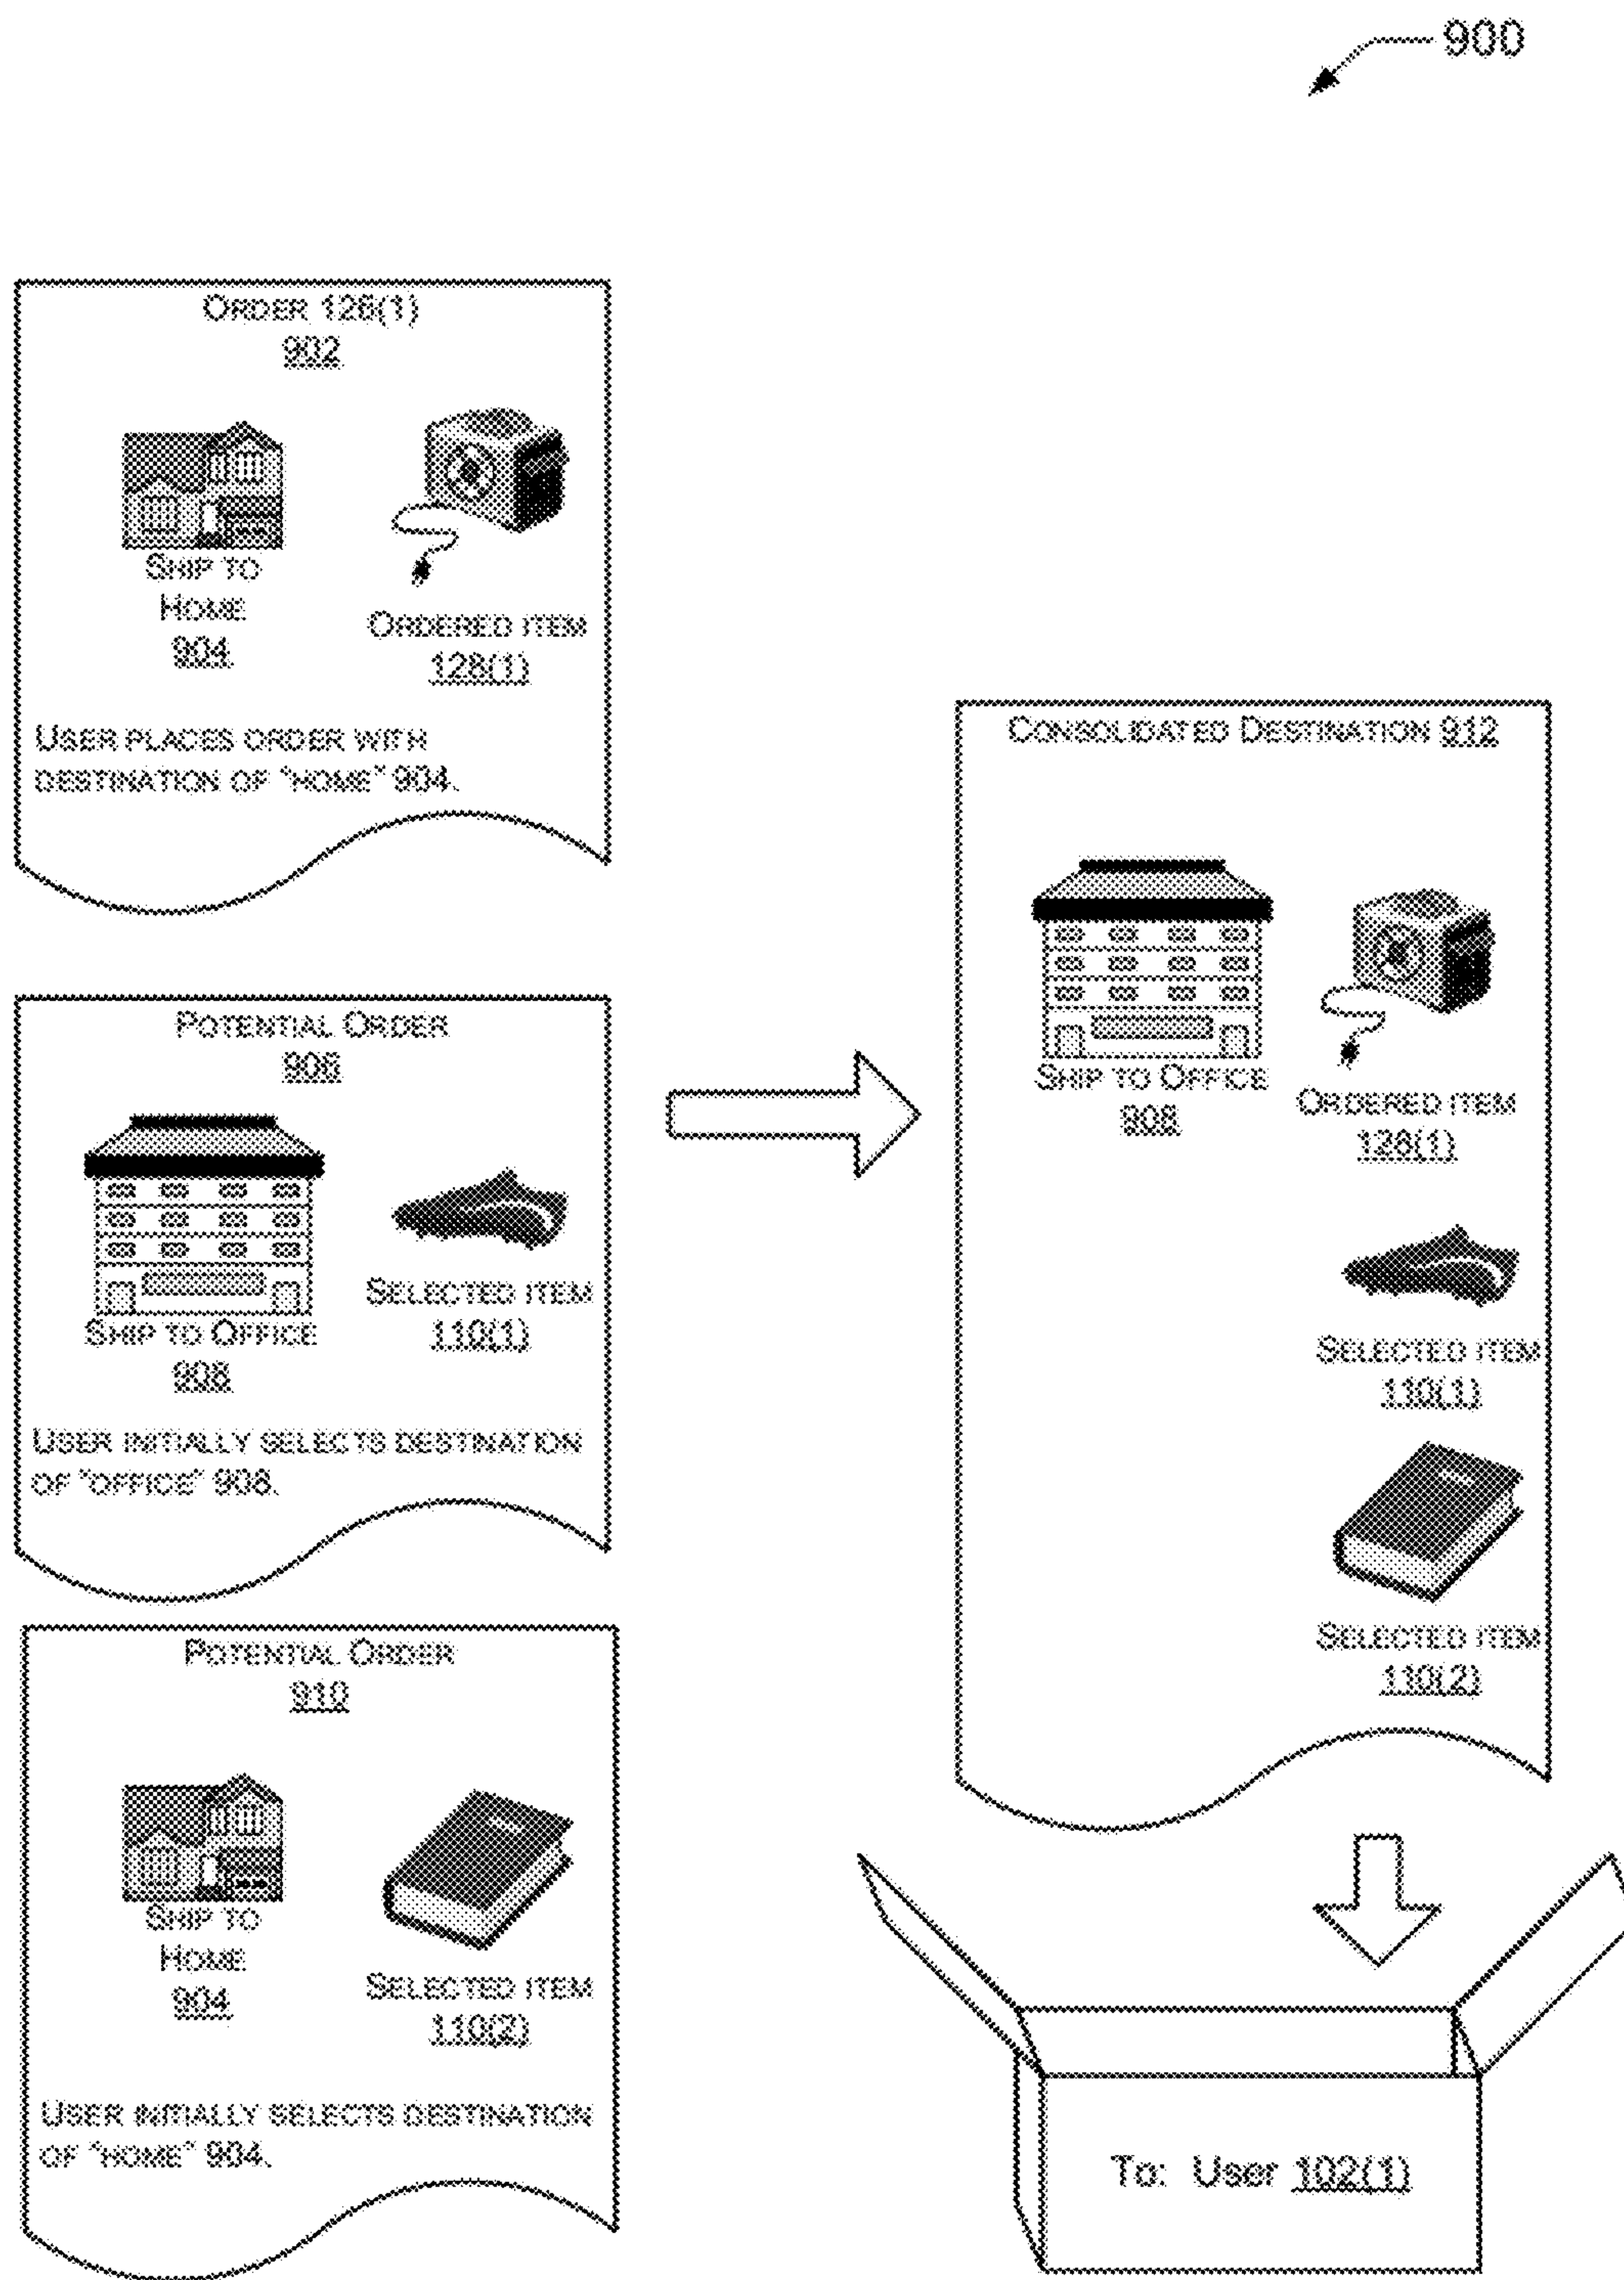 900
ORDER 126(1)
902
SHIP TO
HOME
904
ORDERED ITEM
128(1)
USER PLACES ORDER WITH
DESTINATION OF "HOME" 904.
POTENTIAL ORDER
906
SHIP TO OFFICE
908
SELECTED ITEM
110(1)
USER INITIALLY SELECTS DESTINATION
OF "OFFICE" 908.
POTENTIAL ORDER
910
SHIP TO
HOME
904
SELECTED ITEM
110(2)
USER INITIALLY SELECTS DESTINATION
OF "HOME" 904.
CONSOLIDATED DESTINATION 912
SHIP TO OFFICE
908
ORDERED ITEM
128(1)
SELECTED ITEM
110(1)
SELECTED ITEM
110(2)
To: User 102(1)